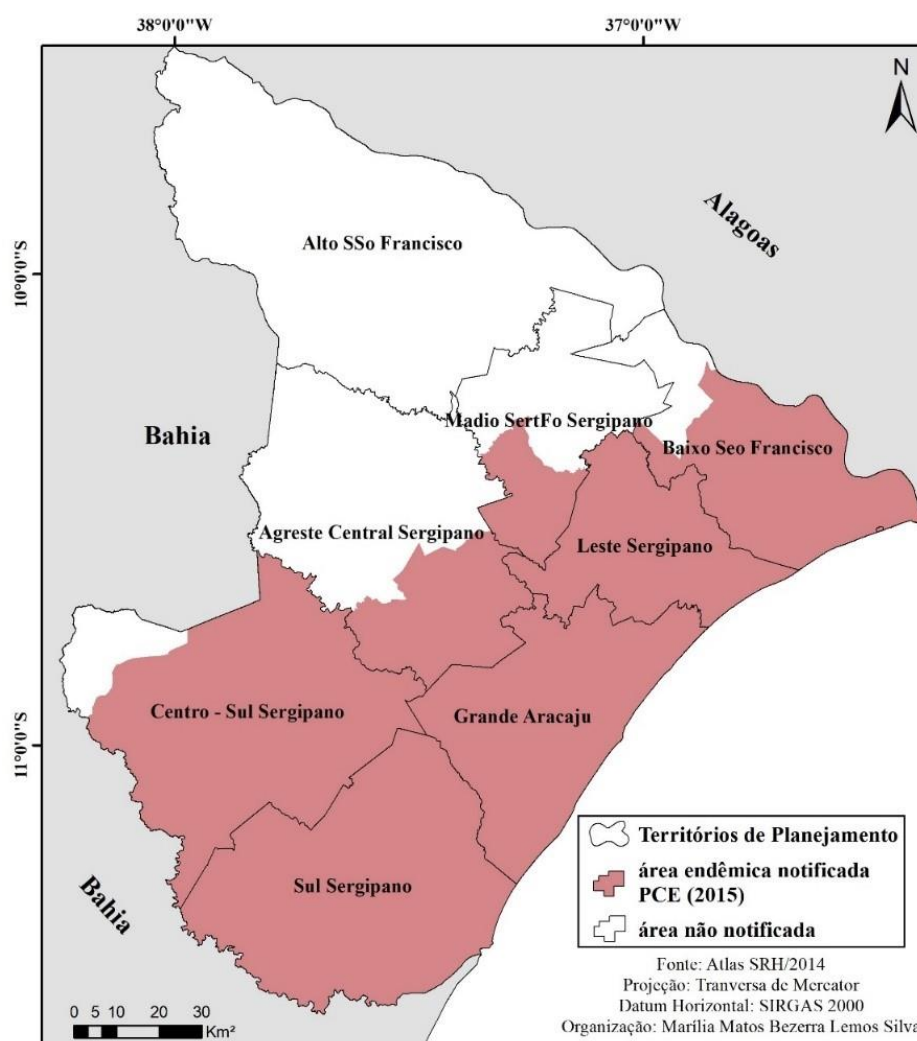 38°0'0"W
37°0'0"W
N
Alagoas
Alto SSo Francisco
10°0'0"S
Bahia
Madio SertFo Sergipano
Baixo Seo Francisco
Agreste Central Sergipano
Leste Sergipano
Centro - Sul Sergipano
Grande Aracaju
11°0'0"S
Sul Sergipano
Bahia
Territórios de Planejamento
área endêmica notificada
PCE (2015)
área não notificada
Fonte: Atlas SRH/2014
Projeção: Tranversa de Mercator
Datum Horizontal: SIRGAS 2000
Organização: Marília Matos Bezerra Lemos Silva
0 5 10 20 30
Km²